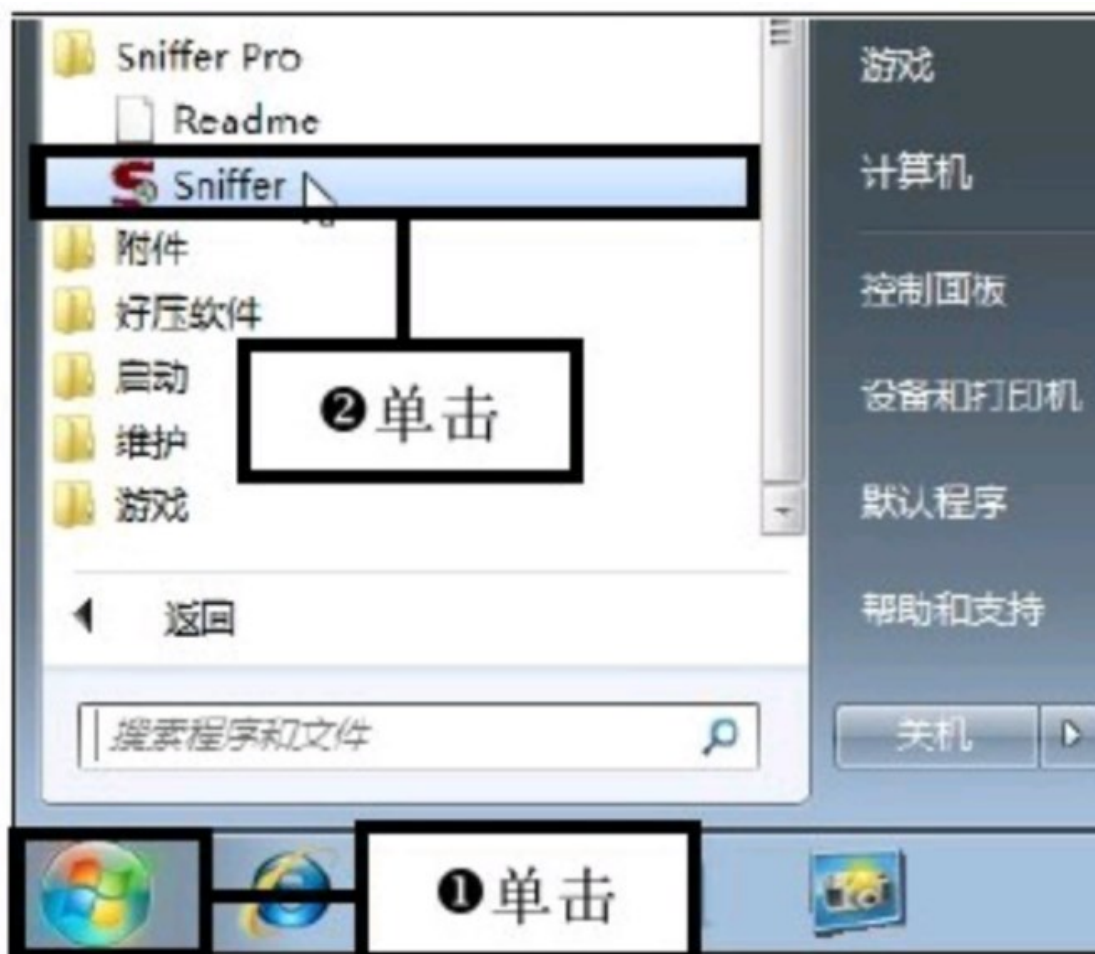 Sniffer Pro
Readme
Sniffer
附件
好压软件
启动
维护
游戏
❷单击
返回
搜索程序和文件
游戏
计算机
控制面板
设备和打印机
默认程序
帮助和支持
关机
❶单击